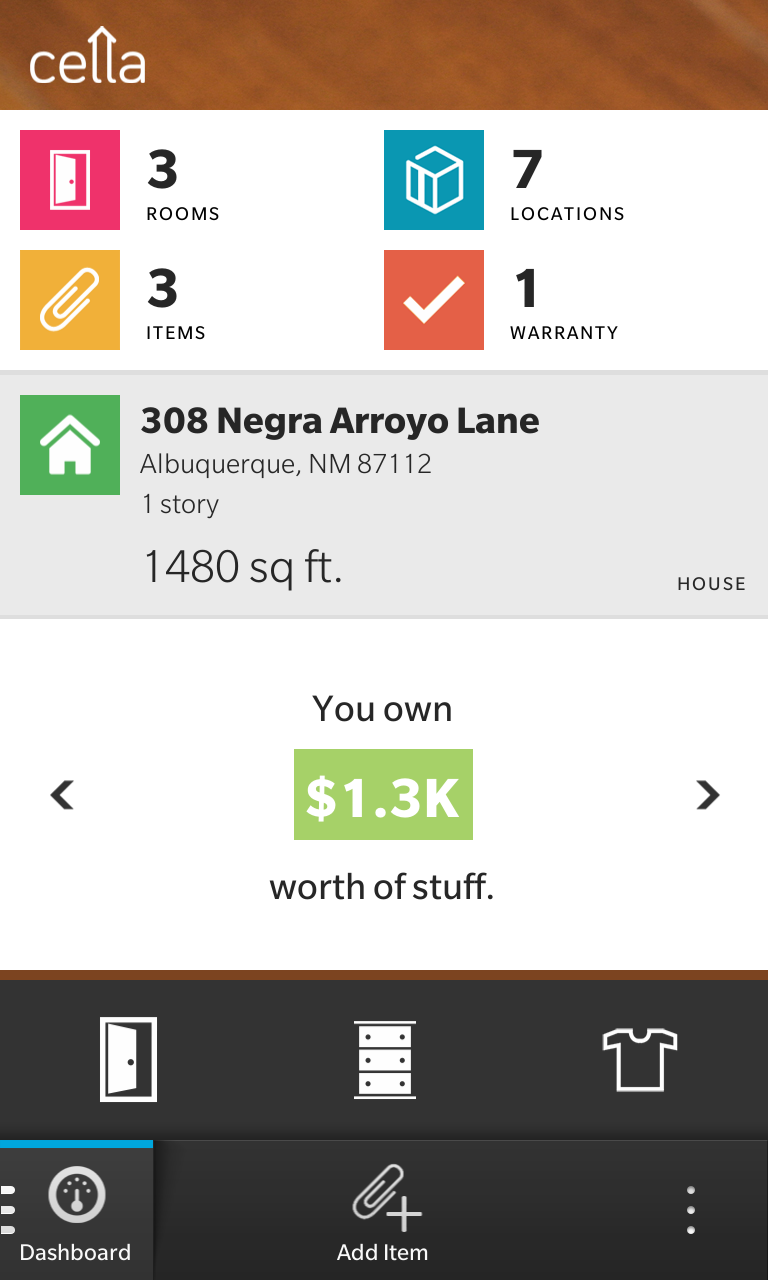 cella
3
ROOMS
7
LOCATIONS
3
ITEMS
1
WARRANTY
308 Negra Arroyo Lane
Albuquerque, NM 87112
1 story
1480 sq ft.
HOUSE
You own
$1.3K
worth of stuff.
Dashboard
Add Item